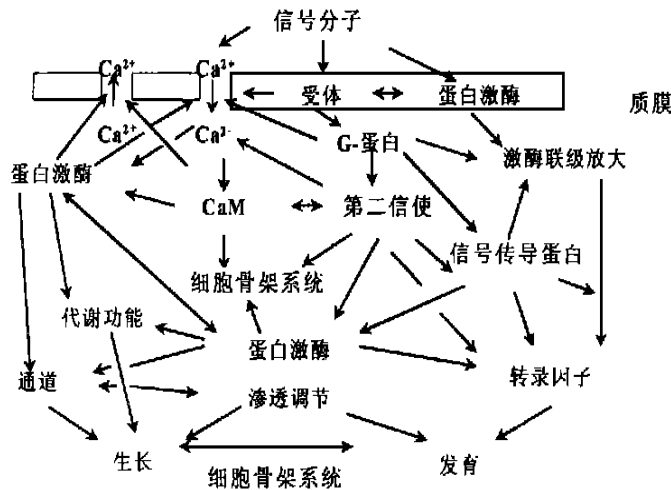 信号分子
Ca²⁺ Ca²⁺
受体 蛋白激酶 质膜
Ca²⁺ Ca²⁻ G-蛋白
蛋白激酶 激酶联级放大
CaM 第二信使
信号传导蛋白
细胞骨架系统
代谢功能
蛋白激酶
通道 转录因子
渗透调节
生长 发育
细胞骨架系统